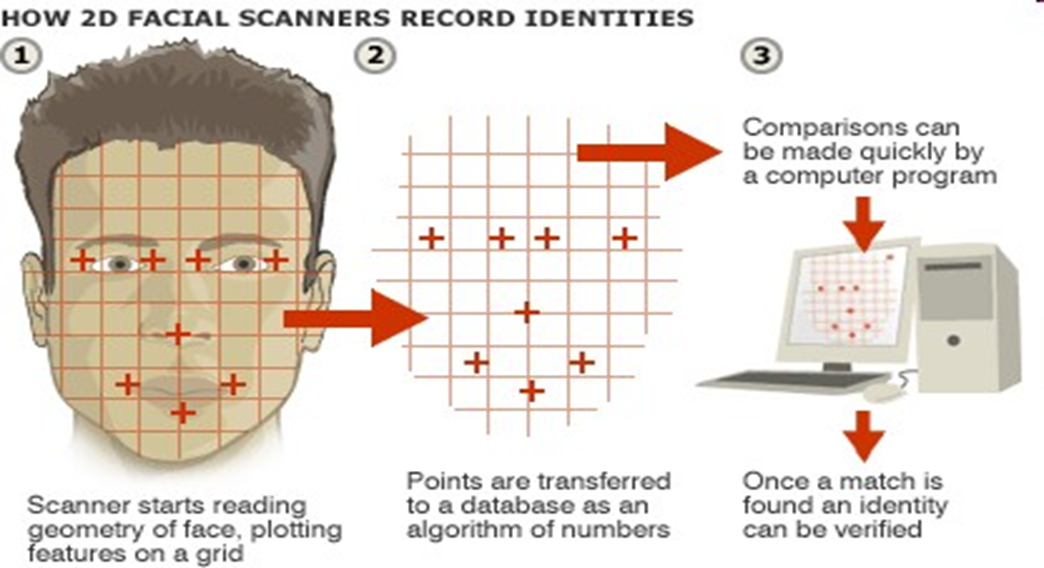 HOW 2D FACIAL SCANNERS RECORD IDENTITIES
1
Scanner starts reading
geometry of face, plotting
features on a grid
2
Points are transferred
to a database as an
algorithm of numbers
3
Comparisons can
be made quickly by
a computer program
Once a match is
found an identity
can be verified